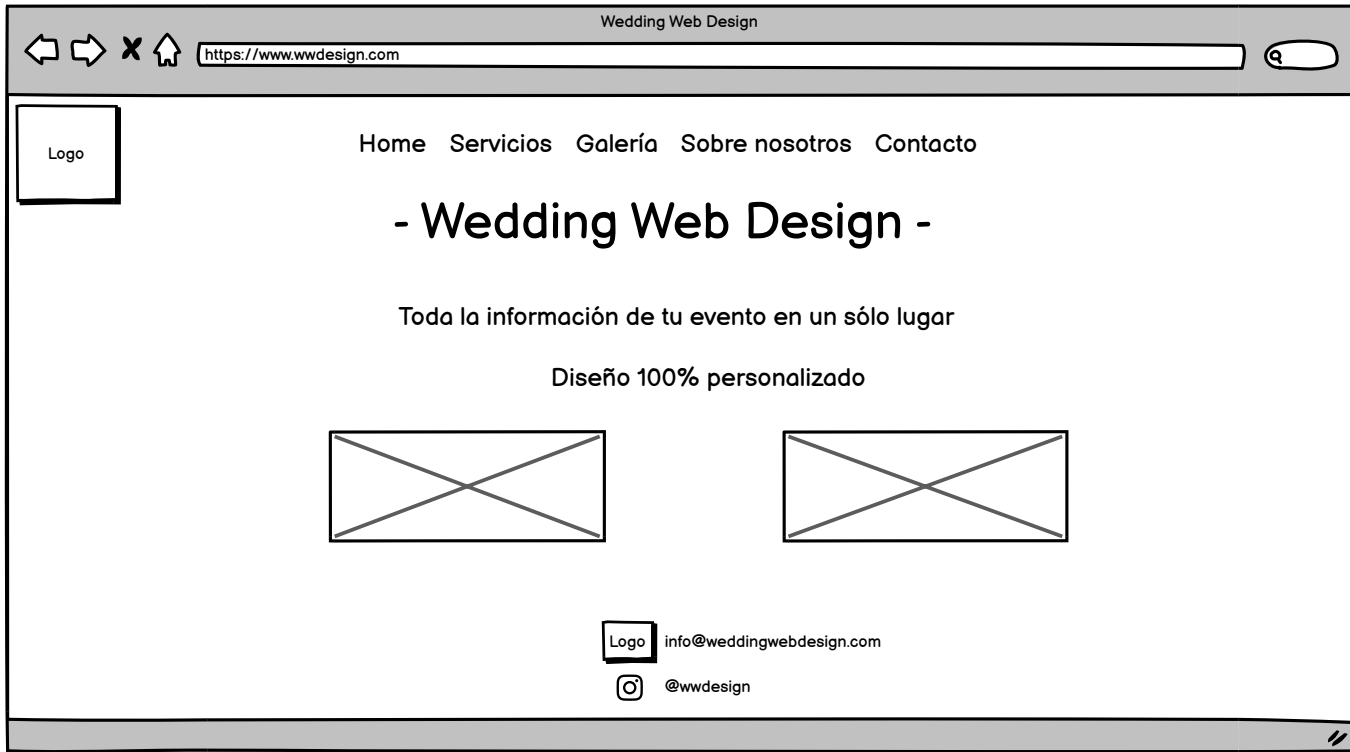 Wedding Web Design
https://www.wwdesign.com
Logo
Home Servicios Galería Sobre nosotros Contacto
- Wedding Web Design -
Toda la información de tu evento en un sólo lugar
Diseño 100% personalizado
Logo info@weddingwebdesign.com
@wwdesign